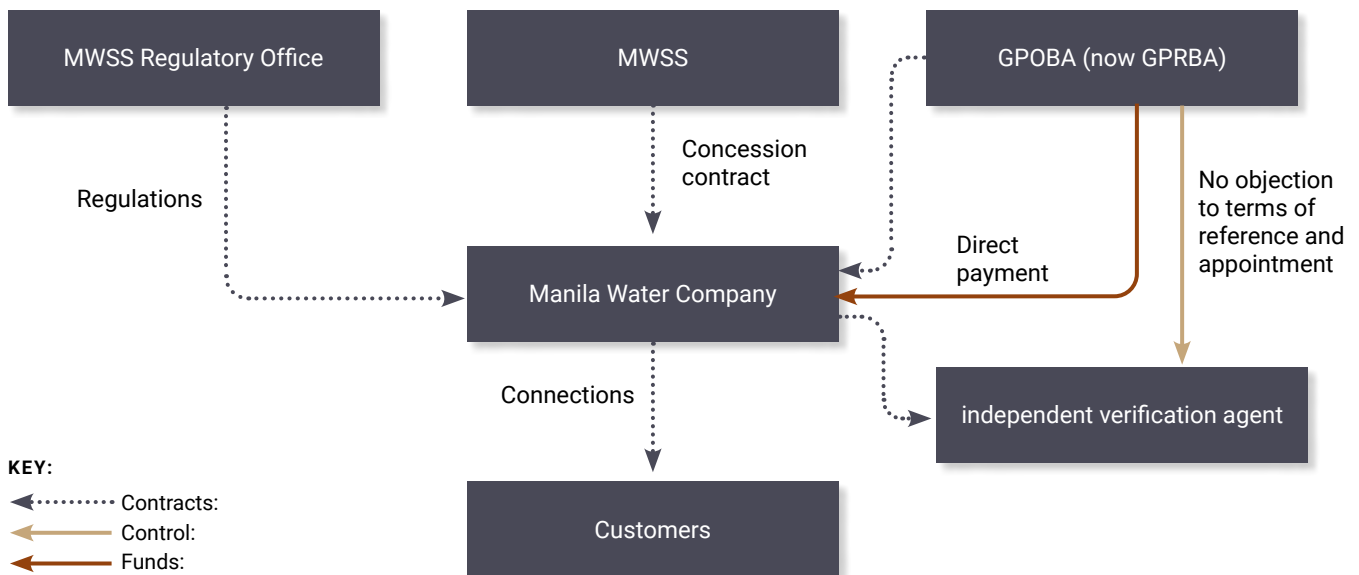 MWSS Regulatory Office
MWSS
GPOBA (now GPRBA)
Concession
contract
Regulations
No objection
to terms of
reference and
appointment
Direct
payment
Manila Water Company
Connections
independent verification agent
KEY:
Contracts:
Control:
Funds:
Customers